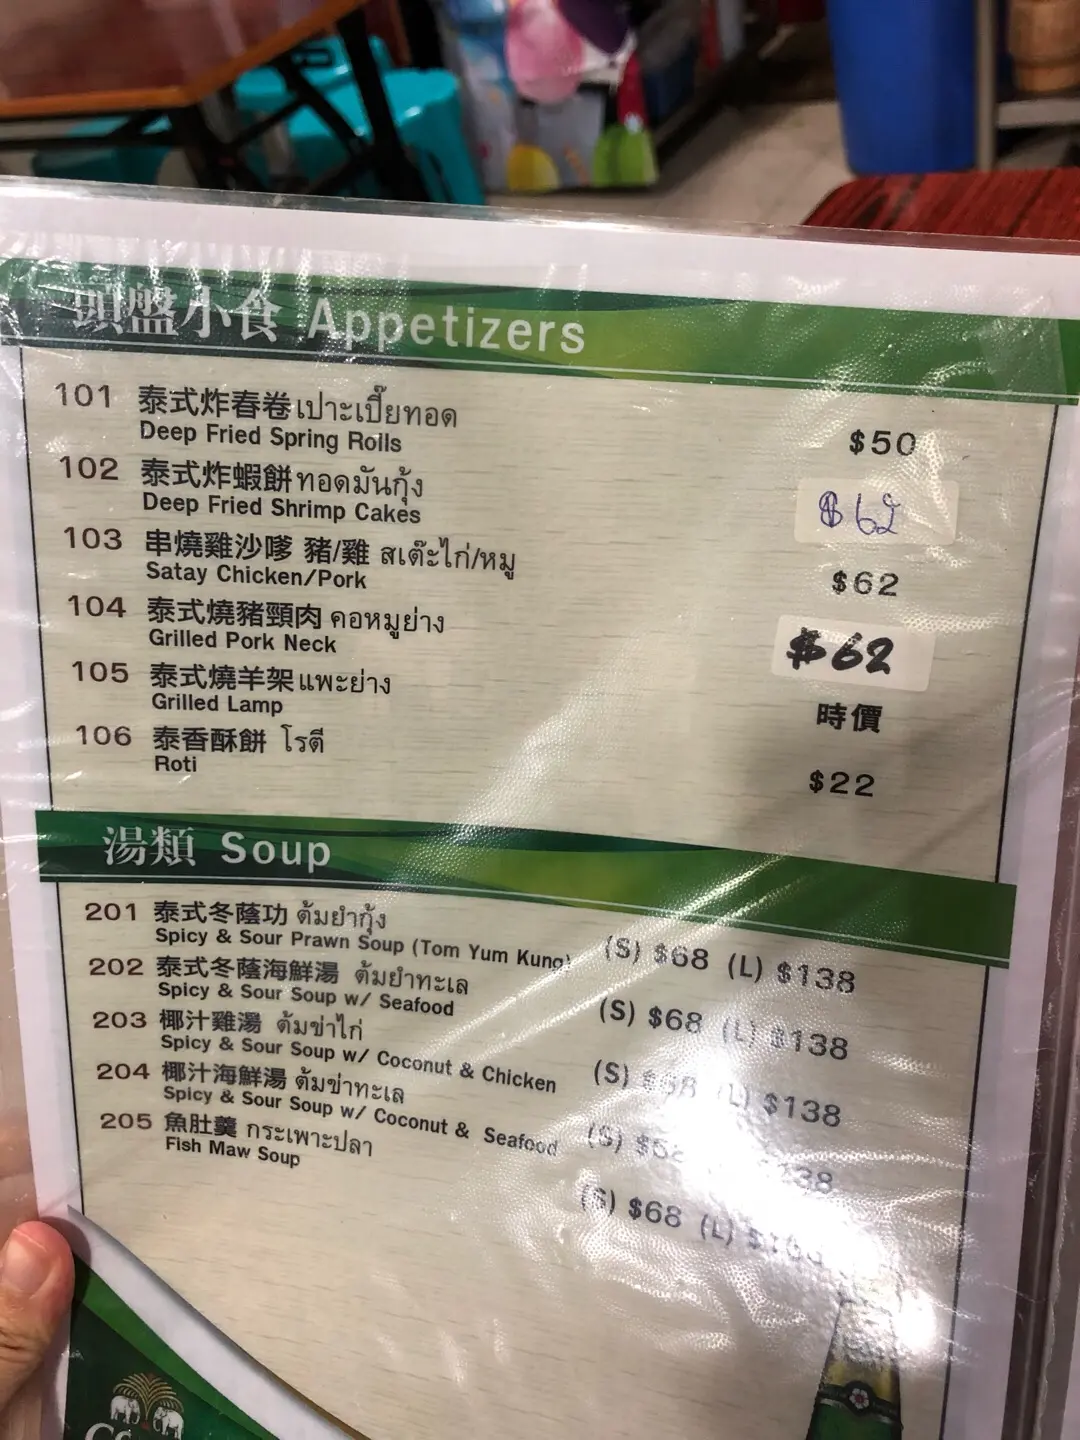 頭盤小食 Appetizers
101 泰式炸春卷 เปาะเปี๊ยทอด
Deep Fried Spring Rolls
$50
102 泰式炸蝦餅 ทอดมันกุ้ง
Deep Fried Shrimp Cakes
$62
103 串燒雞沙嗲 豬/雞 สเต๊ะไก่/หมู
Satay Chicken/Pork
$62
104 泰式燒豬頸肉 คอหมูย่าง
Grilled Pork Neck
$62
105 泰式燒羊架 แพะย่าง
Grilled Lamp
時價
106 泰香酥餅 โรตี
Roti
$22
湯類 Soup
201 泰式冬蔭功 ต้มยำกุ้ง
Spicy & Sour Prawn Soup (Tom Yum Kung)
(S) $68 (L) $138
202 泰式冬蔭海鮮湯 ต้มยำทะเล
Spicy & Sour Soup w/ Seafood
(S) $68 (L) $138
203 椰汁雞湯 ต้มข่าไก่
Spicy & Sour Soup w/ Coconut & Chicken
(S) (L) $138
204 椰汁海鮮湯 ต้มข่าทะเล
Spicy & Sour Soup w/ Coconut & Seafood
(S)
205 魚肚羹 กระเพาะปลา
Fish Maw Soup
(S) $68 (L)